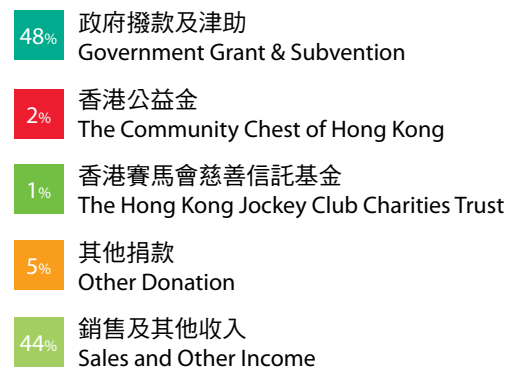 48%
政府撥款及津助
Government Grant & Subvention
2%
香港公益金
The Community Chest of Hong Kong
1%
香港賽馬會慈善信託基金
The Hong Kong Jockey Club Charities Trust
5%
其他捐款
Other Donation
44%
銷售及其他收入
Sales and Other Income